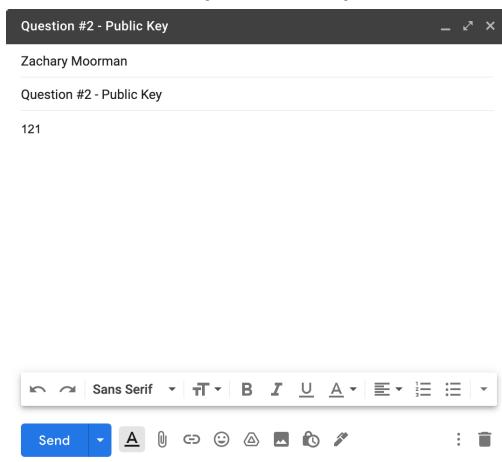 Question #2 - Public Key
Zachary Moorman
Question #2 - Public Key
121
Sans Serif
B I U A
Send A